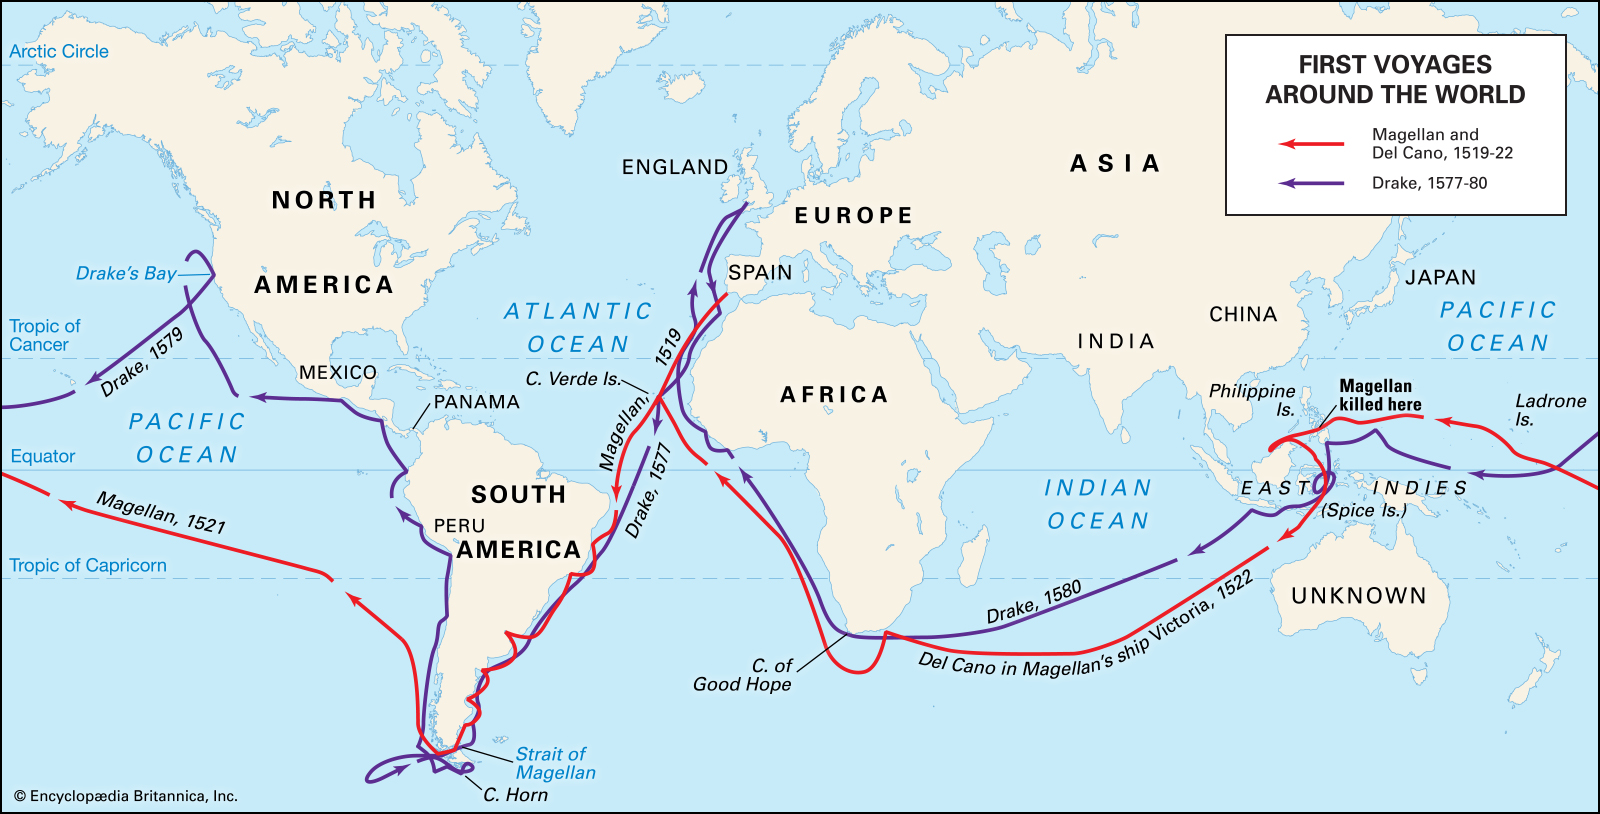 FIRST VOYAGES
AROUND THE WORLD
Magellan and
Del Cano, 1519-22
Drake, 1577-80
Arctic Circle
ENGLAND
ASIA
NORTH
AMERICA
EUROPE
Drake's Bay
SPAIN
JAPAN
ATLANTIC
OCEAN
PACIFIC
OCEAN
CHINA
Tropic of
Cancer
INDIA
Drake, 1579
MEXICO
C. Verde Is.
Magellan, 1519
AFRICA
Philippine
Is.
Magellan
killed here
Ladrone
Is.
PANAMA
PACIFIC
OCEAN
Equator
Drake, 1577
SOUTH
AMERICA
INDIAN
OCEAN
EAST INDIES
(Spice Is.)
Magellan, 1521
PERU
Tropic of Capricorn
UNKNOWN
Drake, 1580
Del Cano in Magellan's ship Victoria, 1522
C. of
Good Hope
Strait of
Magellan
C. Horn
© Encyclopædia Britannica, Inc.